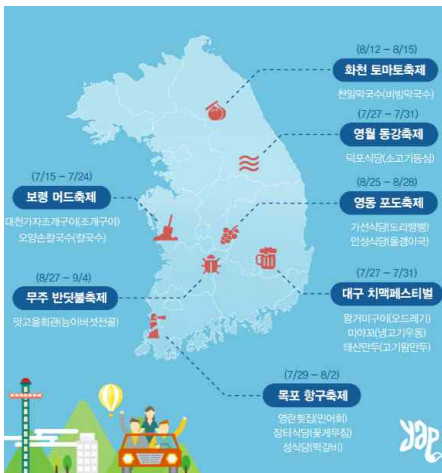 (8/12 – 8/15)
화천 토마토축제
천일막국수(비빔막국수)
(7/27 – 7/31)
영월 동강축제
덕포식당(소고기등심)
(7/15 – 7/24)
보령 머드축제
대천가자조개구이(조개구이)
오양손칼국수(칼국수)
(8/25 – 8/28)
영동 포도축제
가선식당(도리뱅뱅)
안성식당(올갱이국)
(8/27 – 9/4)
무주 반딧불축제
맛고을회관(능이버섯전골)
(7/27 – 7/31)
대구 치맥페스티벌
왕거미구이(오드레기)
미야꼬(냉고기우동)
태산만두(고기왕만두)
(7/29 – 8/2)
목포 항구축제
영란횟집(민어회)
장터식당(꽃게무침)
성식당(떡갈비)
yap